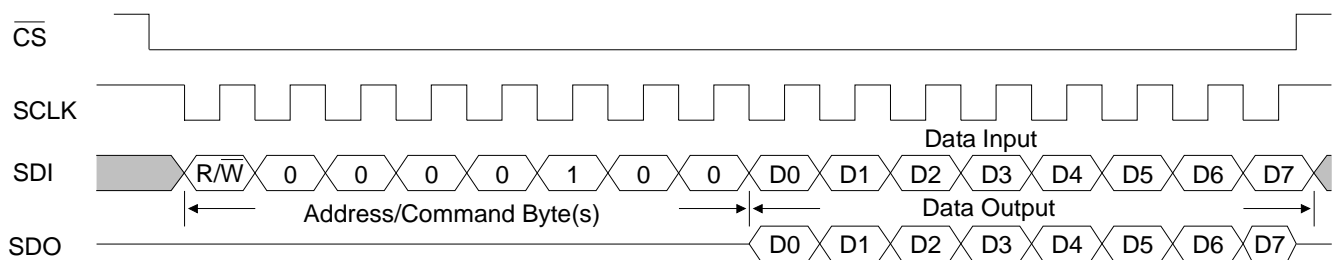 C̅S̅
SCLK
Data Input
SDI R/W̅ 0 0 0 0 1 0 0 D0 D1 D2 D3 D4 D5 D6 D7
Address/Command Byte(s) Data Output
SDO D0 D1 D2 D3 D4 D5 D6 D7